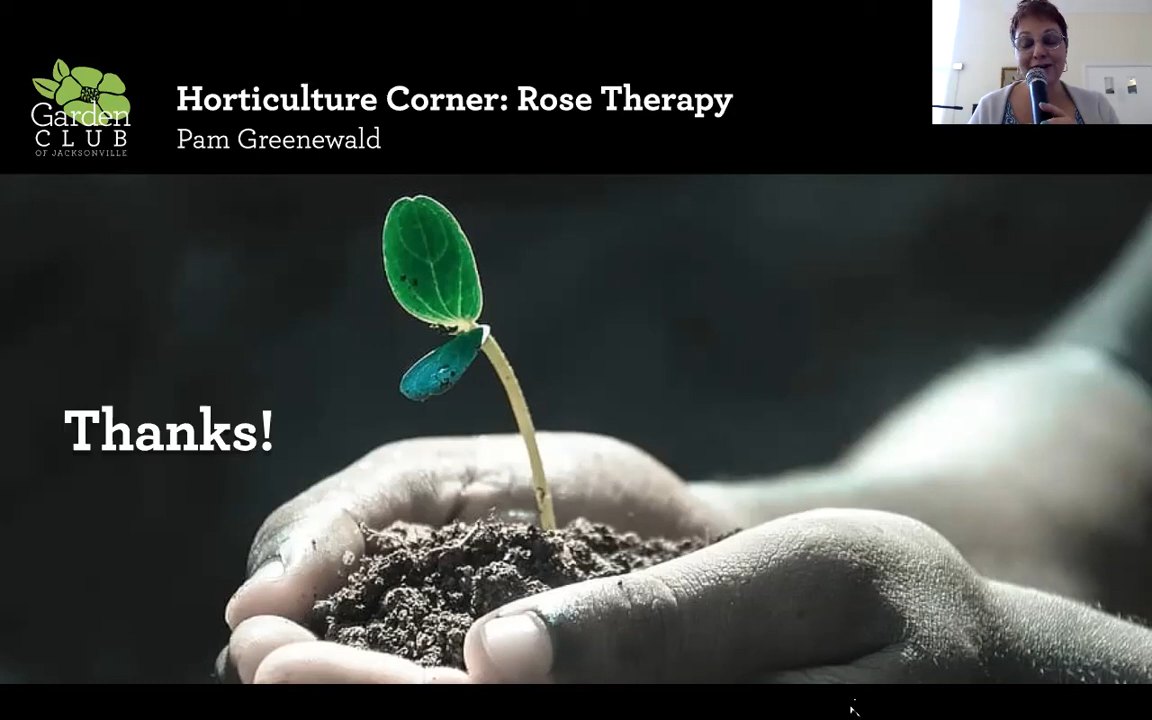 Garden
CLUB
OF JACKSONVILLE
Horticulture Corner: Rose Therapy
Pam Greenewald
Thanks!